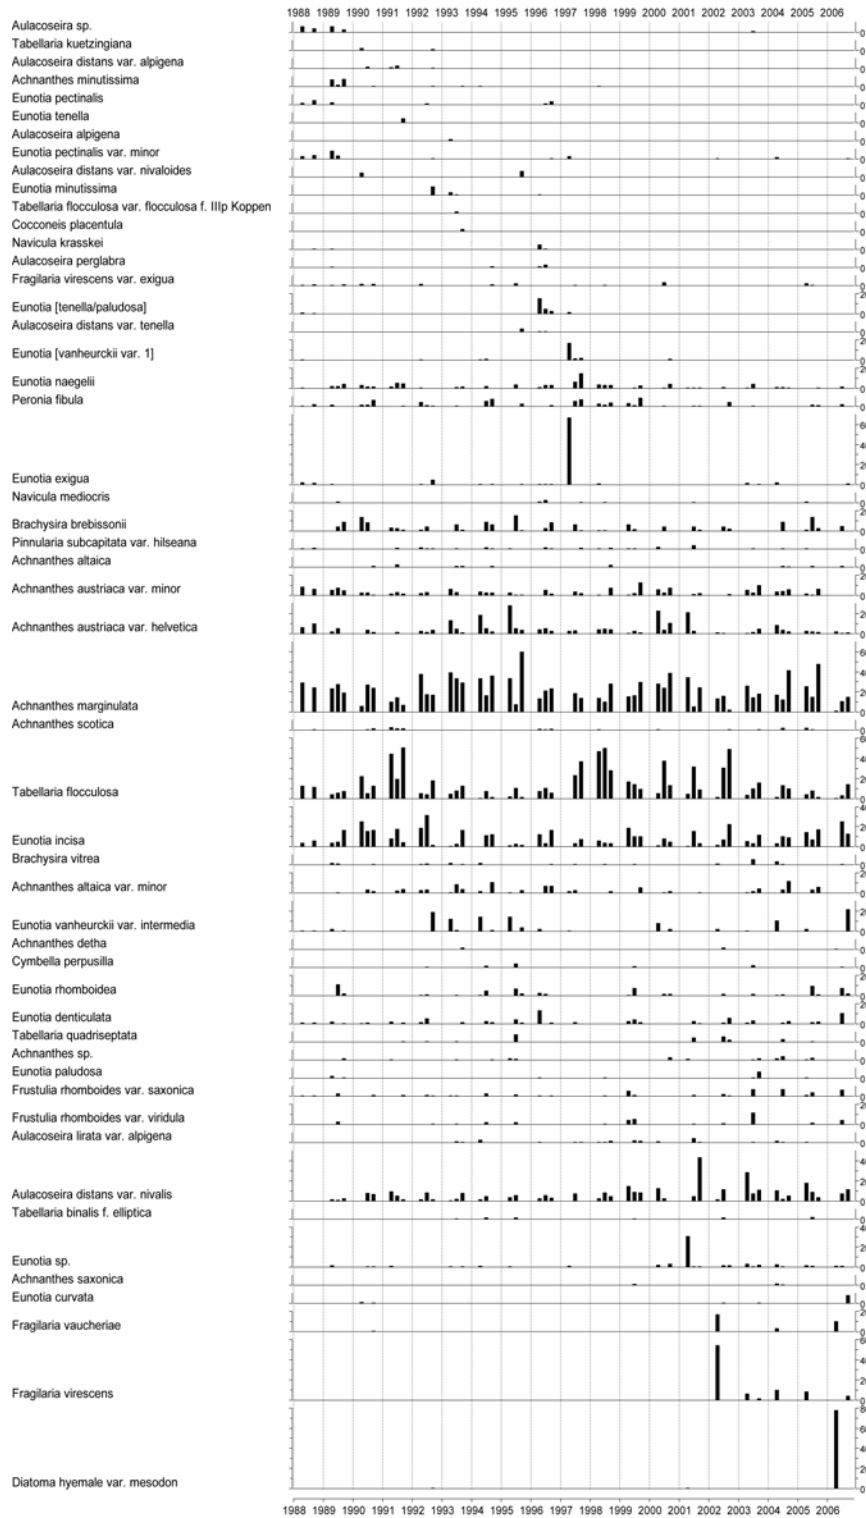 1988 1989 1990 1991 1992 1993 1994 1995 1996 1997 1998 1999 2000 2001 2002 2003 2004 2005 2006
Aulacoseira sp.
Tabellaria kuetzingiana
Aulacoseira distans var. alpigena
Achnanthes minutissima
Eunotia pectinalis
Eunotia tenella
Aulacoseira alpigena
Eunotia pectinalis var. minor
Aulacoseira distans var. nivaloides
Eunotia minutissima
Tabellaria flocculosa var. flocculosa f. IIIp Koppen
Cocconeis placentula
Navicula krasskei
Aulacoseira perglabra
Fragilaria virescens var. exigua
Eunotia [tenella/paludosa]
Aulacoseira distans var. tenella
Eunotia [vanheurckii var. 1]
Eunotia naegelii
Peronia fibula
Eunotia exigua
Navicula mediocris
Brachysira brebissonii
Pinnularia subcapitata var. hilseana
Achnanthes altaica
Achnanthes austriaca var. minor
Achnanthes austriaca var. helvetica
Achnanthes marginulata
Achnanthes scotica
Tabellaria flocculosa
Eunotia incisa
Brachysira vitrea
Achnanthes altaica var. minor
Eunotia vanheurckii var. intermedia
Achnanthes detha
Cymbella perpusilla
Eunotia rhomboidea
Eunotia denticulata
Tabellaria quadriseptata
Achnanthes sp.
Eunotia paludosa
Frustulia rhomboides var. saxonica
Frustulia rhomboides var. viridula
Aulacoseira lirata var. alpigena
Aulacoseira distans var. nivalis
Tabellaria binalis f. elliptica
Eunotia sp.
Achnanthes saxonica
Eunotia curvata
Fragilaria vaucheriae
Fragilaria virescens
Diatoma hyemale var. mesodon
1988 1989 1990 1991 1992 1993 1994 1995 1996 1997 1998 1999 2000 2001 2002 2003 2004 2005 2006